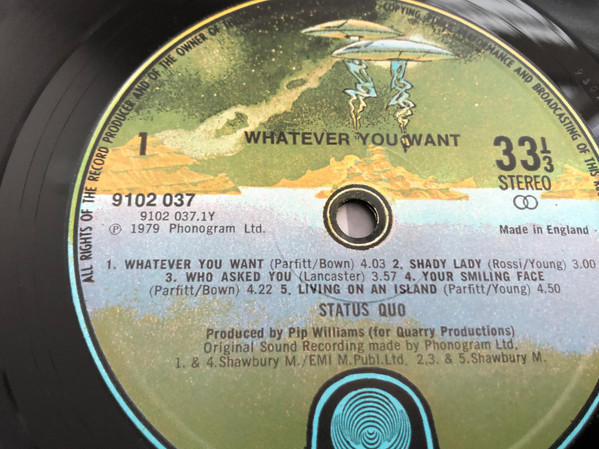 ALL RIGHTS OF THE RECORD PRODUCER AND OF THE OWNER OF
COPYING, PUBLIC PERFORMANCE AND BROADCASTING OF THIS
1
WHATEVER YOU WANT
33⅓
STEREO
9102 037
9102 037.1Y
℗ 1979 Phonogram Ltd.
Made in England
1. WHATEVER YOU WANT (Parfitt/Bown) 4.03 2. SHADY LADY (Rossi/Young) 3.00
3. WHO ASKED YOU (Lancaster) 3.57 4. YOUR SMILING FACE
(Parfitt/Bown) 4.22 5. LIVING ON AN ISLAND (Parfitt/Young) 4.50
STATUS QUO
Produced by Pip Williams (for Quarry Productions)
Original Sound Recording made by Phonogram Ltd.
1. & 4. Shawbury M./EMI M.Publ.Ltd. 2.3. & 5. Shawbury M.